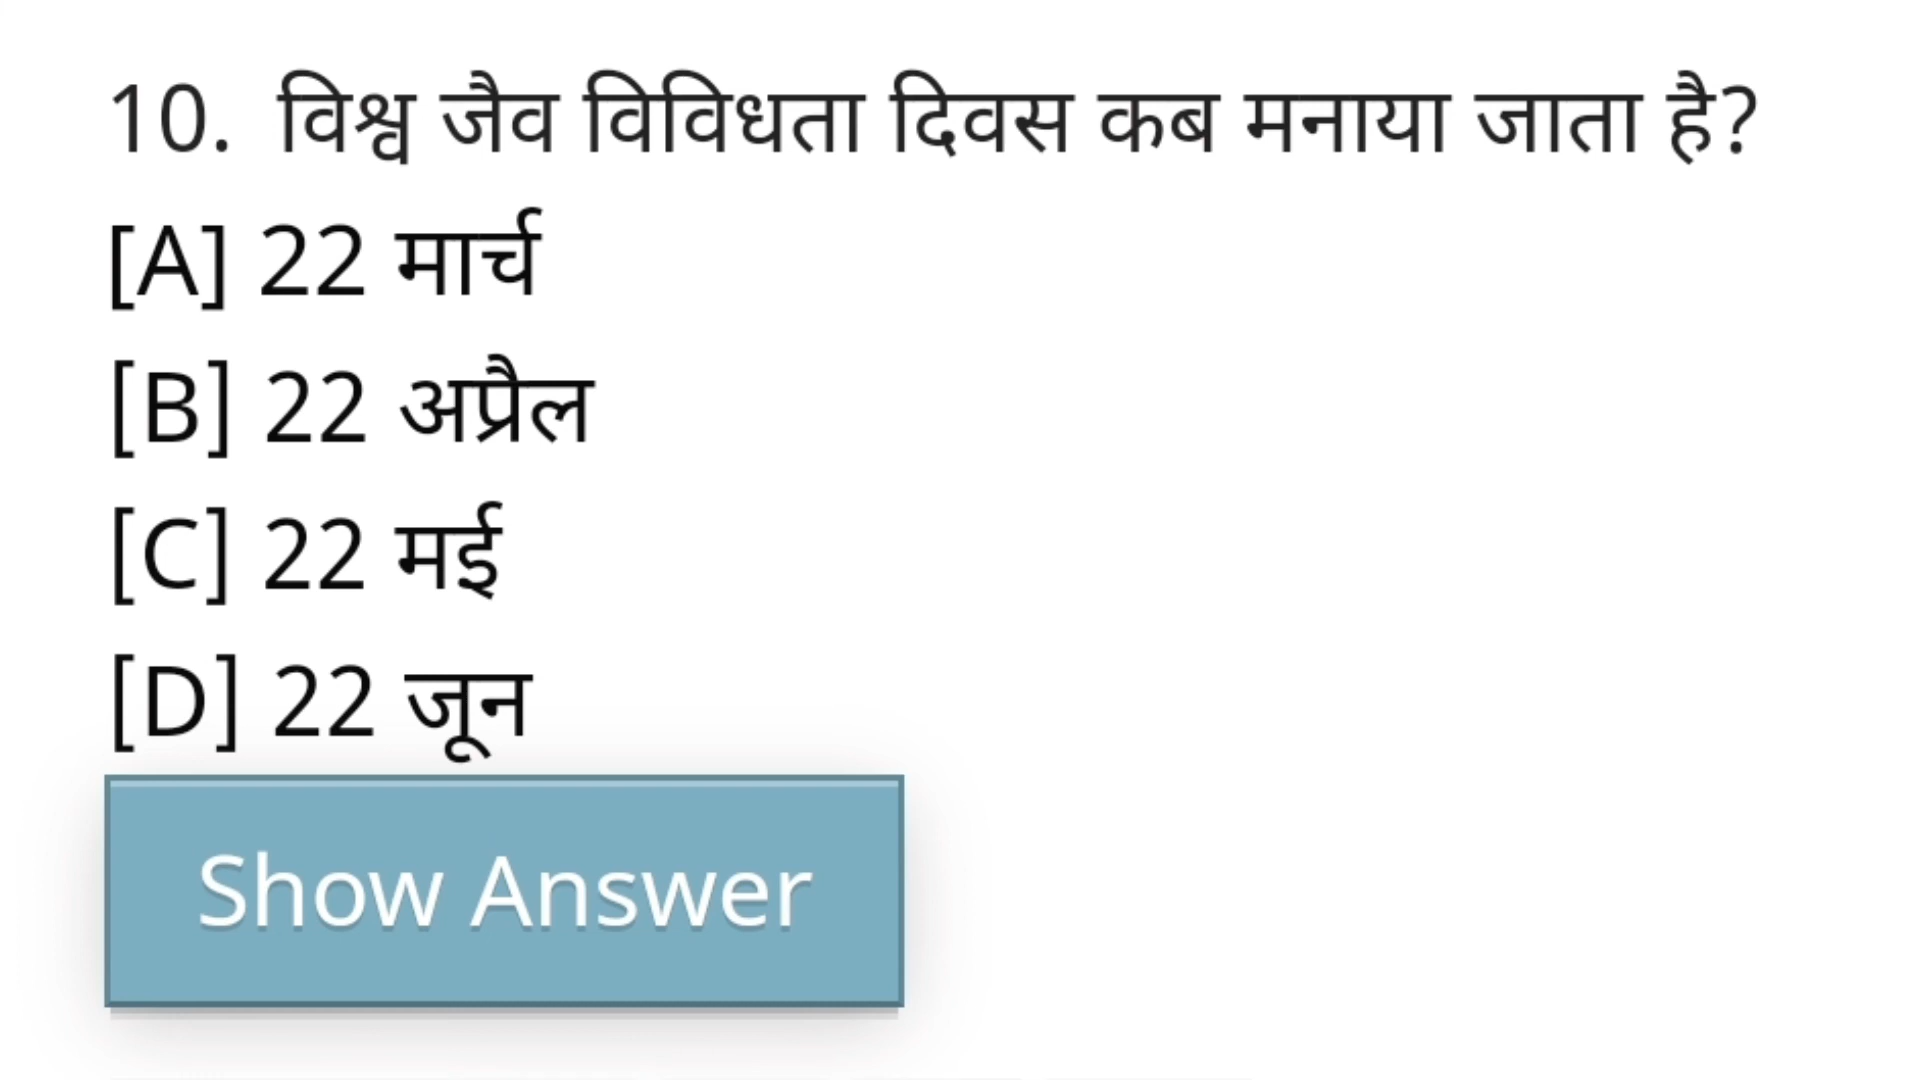 10. विश्व जैव विविधता दिवस कब मनाया जाता है?
[A] 22 मार्च
[B] 22 अप्रैल
[C] 22 मई
[D] 22 जून
Show Answer